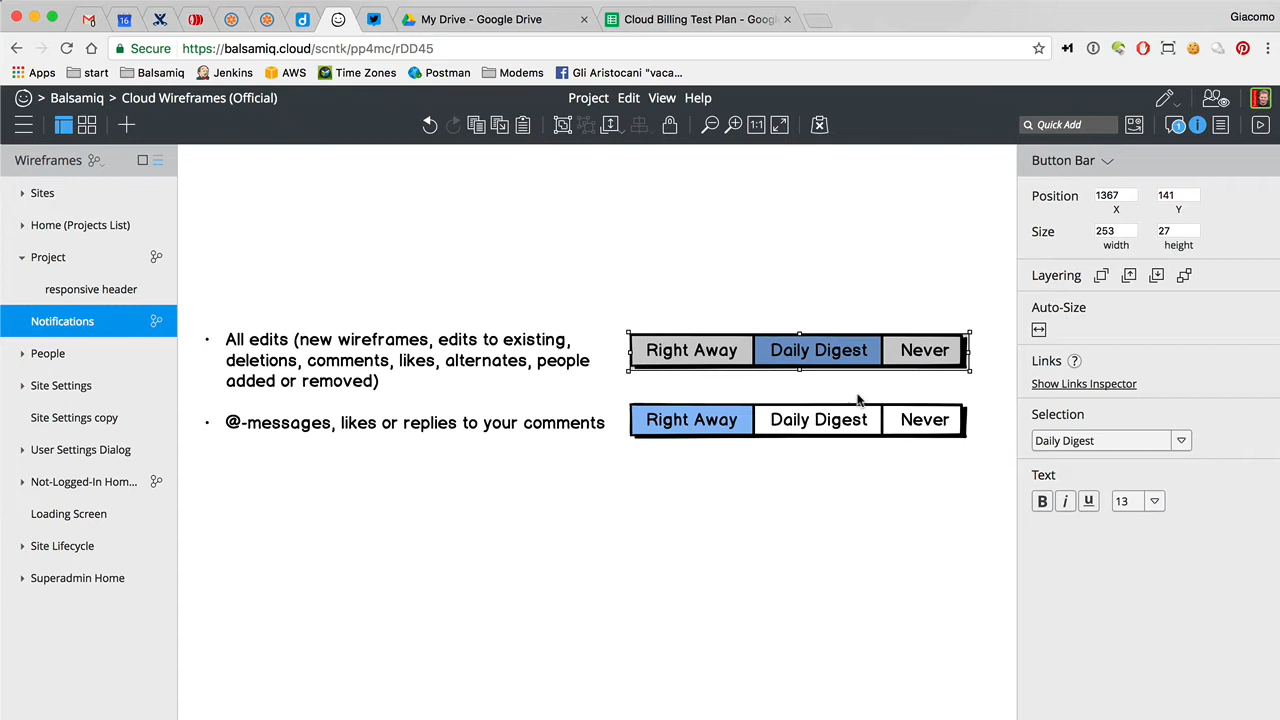 16
My Drive - Google Drive
Cloud Billing Test Plan - Googl
Giacomo
Secure
https://balsamiq.cloud/scntk/pp4mc/rDD45
+1
Apps
start
Balsamiq
Jenkins
AWS
Time Zones
Postman
Modems
Gli Aristocani "vaca...
Balsamiq > Cloud Wireframes (Official)
Project Edit View Help
1:1
Quick Add
1
Wireframes
Button Bar
Sites
Home (Projects List)
Project
responsive header
Notifications
People
Site Settings
Site Settings copy
User Settings Dialog
Not-Logged-In Hom...
Loading Screen
Site Lifecycle
Superadmin Home
· All edits (new wireframes, edits to existing,
deletions, comments, likes, alternates, people
added or removed)
Right Away Daily Digest Never
· @-messages, likes or replies to your comments
Right Away Daily Digest Never
Position 1367 141
X Y
Size 253 27
width height
Layering
Auto-Size
Links ?
Show Links Inspector
Selection
Daily Digest
Text
B i U 13